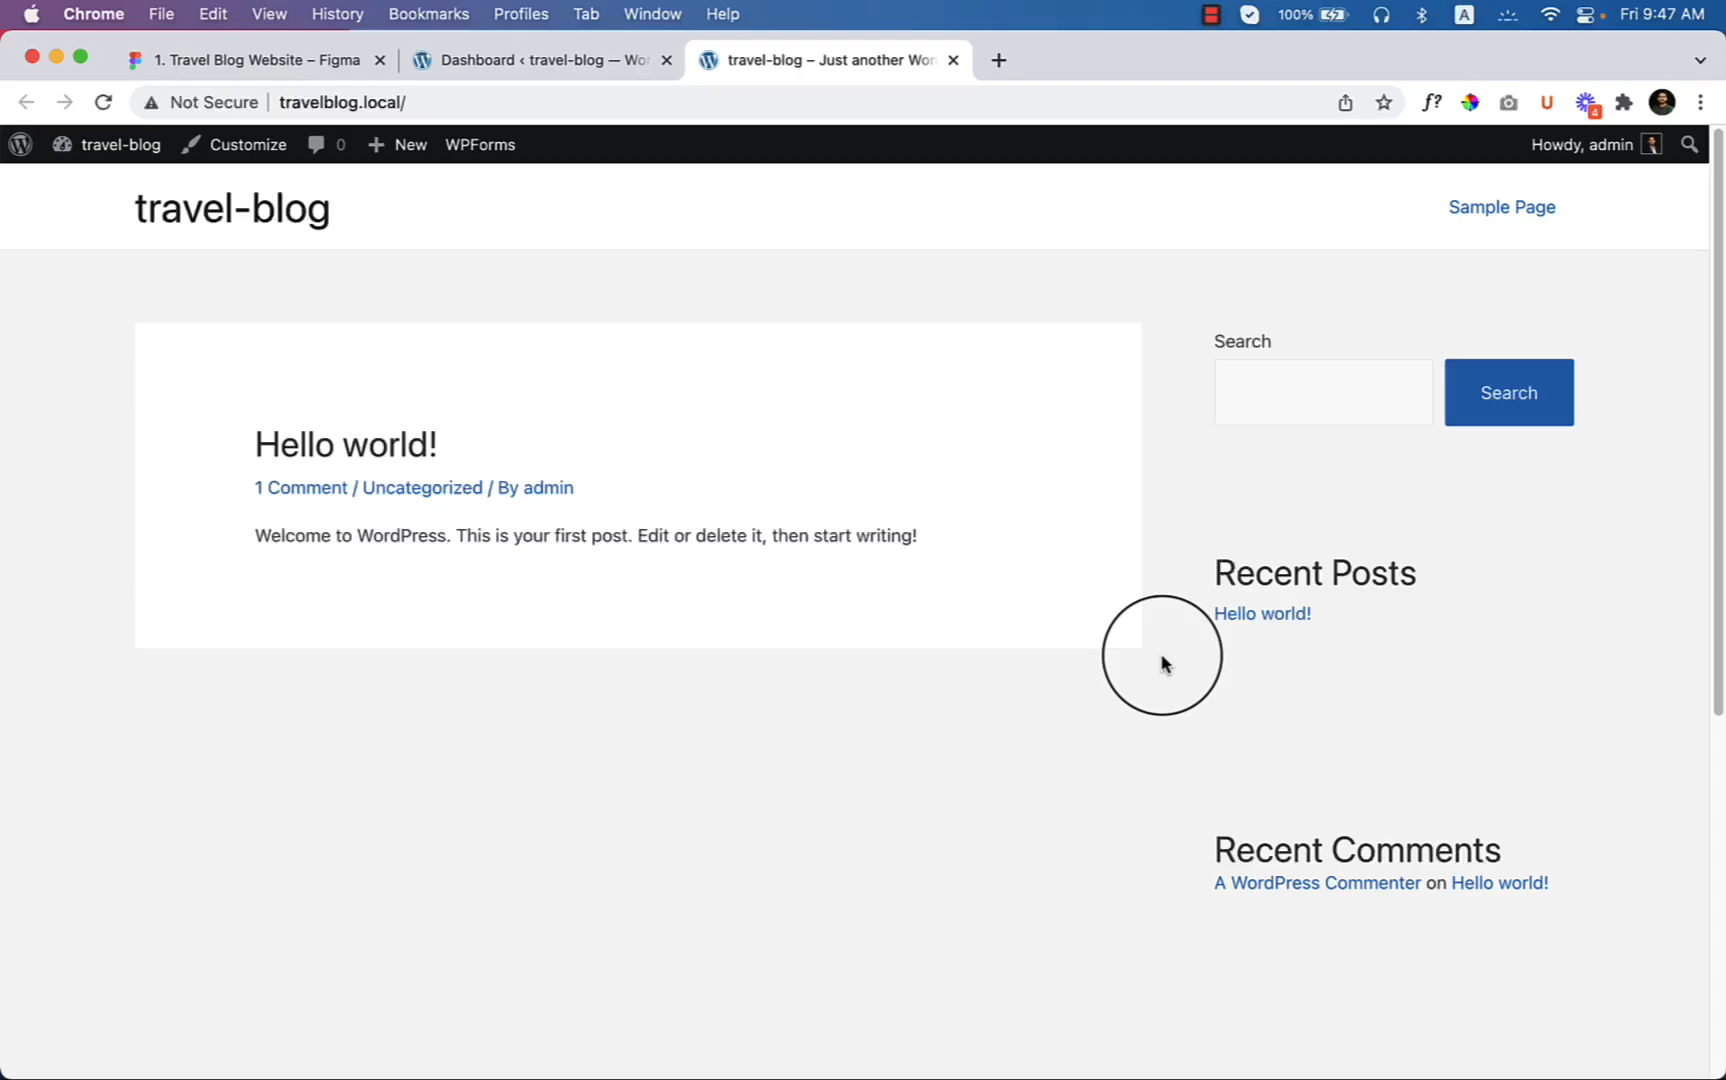 Chrome File Edit View History Bookmarks Profiles Tab Window Help 100% A Fri 9:47 AM
1. Travel Blog Website – Figma Dashboard ‹ travel-blog — Wor travel-blog – Just another Wor
Not Secure travelblog.local/ f? U 4
travel-blog Customize 0 New WPForms Howdy, admin
travel-blog Sample Page
Search
Search
Hello world!
1 Comment / Uncategorized / By admin
Welcome to WordPress. This is your first post. Edit or delete it, then start writing!
Recent Posts
Hello world!
Recent Comments
A WordPress Commenter on Hello world!